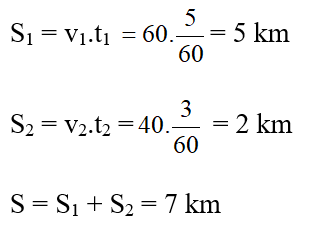 S₁ = v₁.t₁ = 60.5/60 = 5 km
S₂ = v₂.t₂ = 40.3/60 = 2 km
S = S₁ + S₂ = 7 km